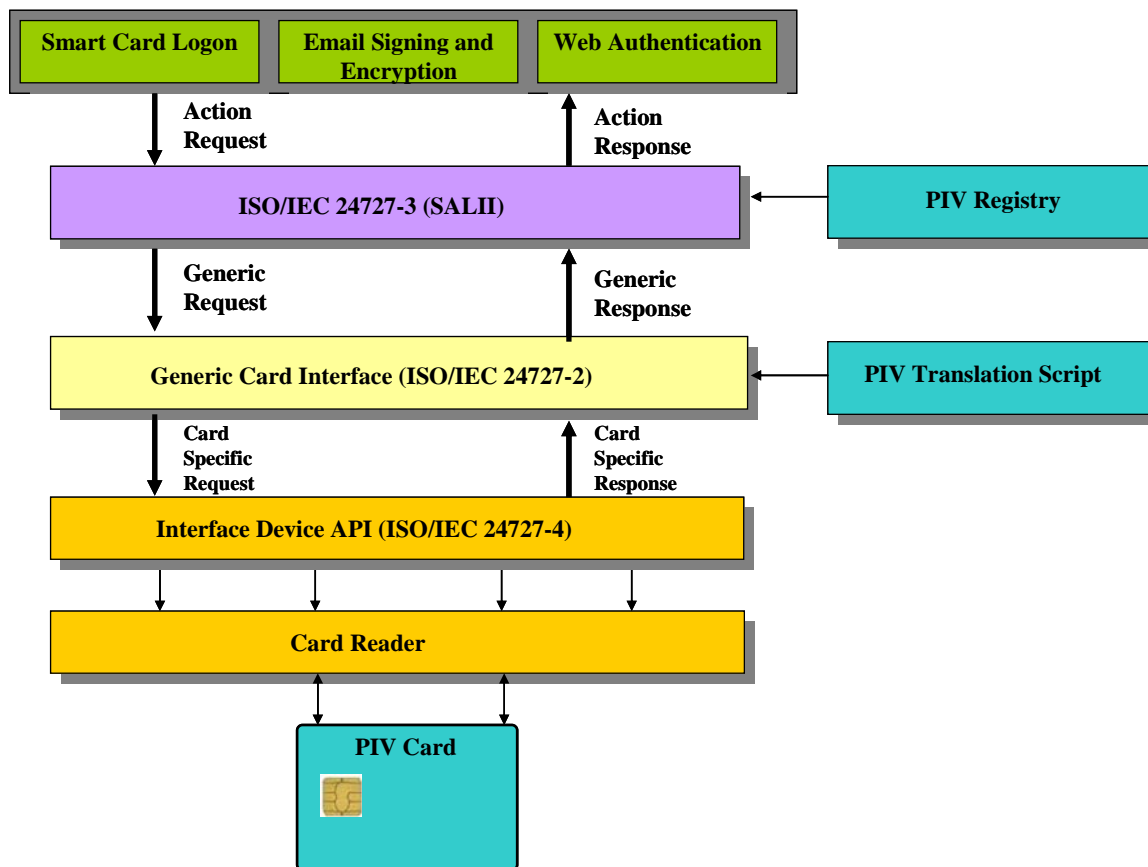 Smart Card Logon
Email Signing and
Encryption
Web Authentication
Action
Request
Action
Response
ISO/IEC 24727-3 (SALII)
PIV Registry
Generic
Request
Generic
Response
Generic Card Interface (ISO/IEC 24727-2)
PIV Translation Script
Card
Specific
Request
Card
Specific
Response
Interface Device API (ISO/IEC 24727-4)
Card Reader
PIV Card